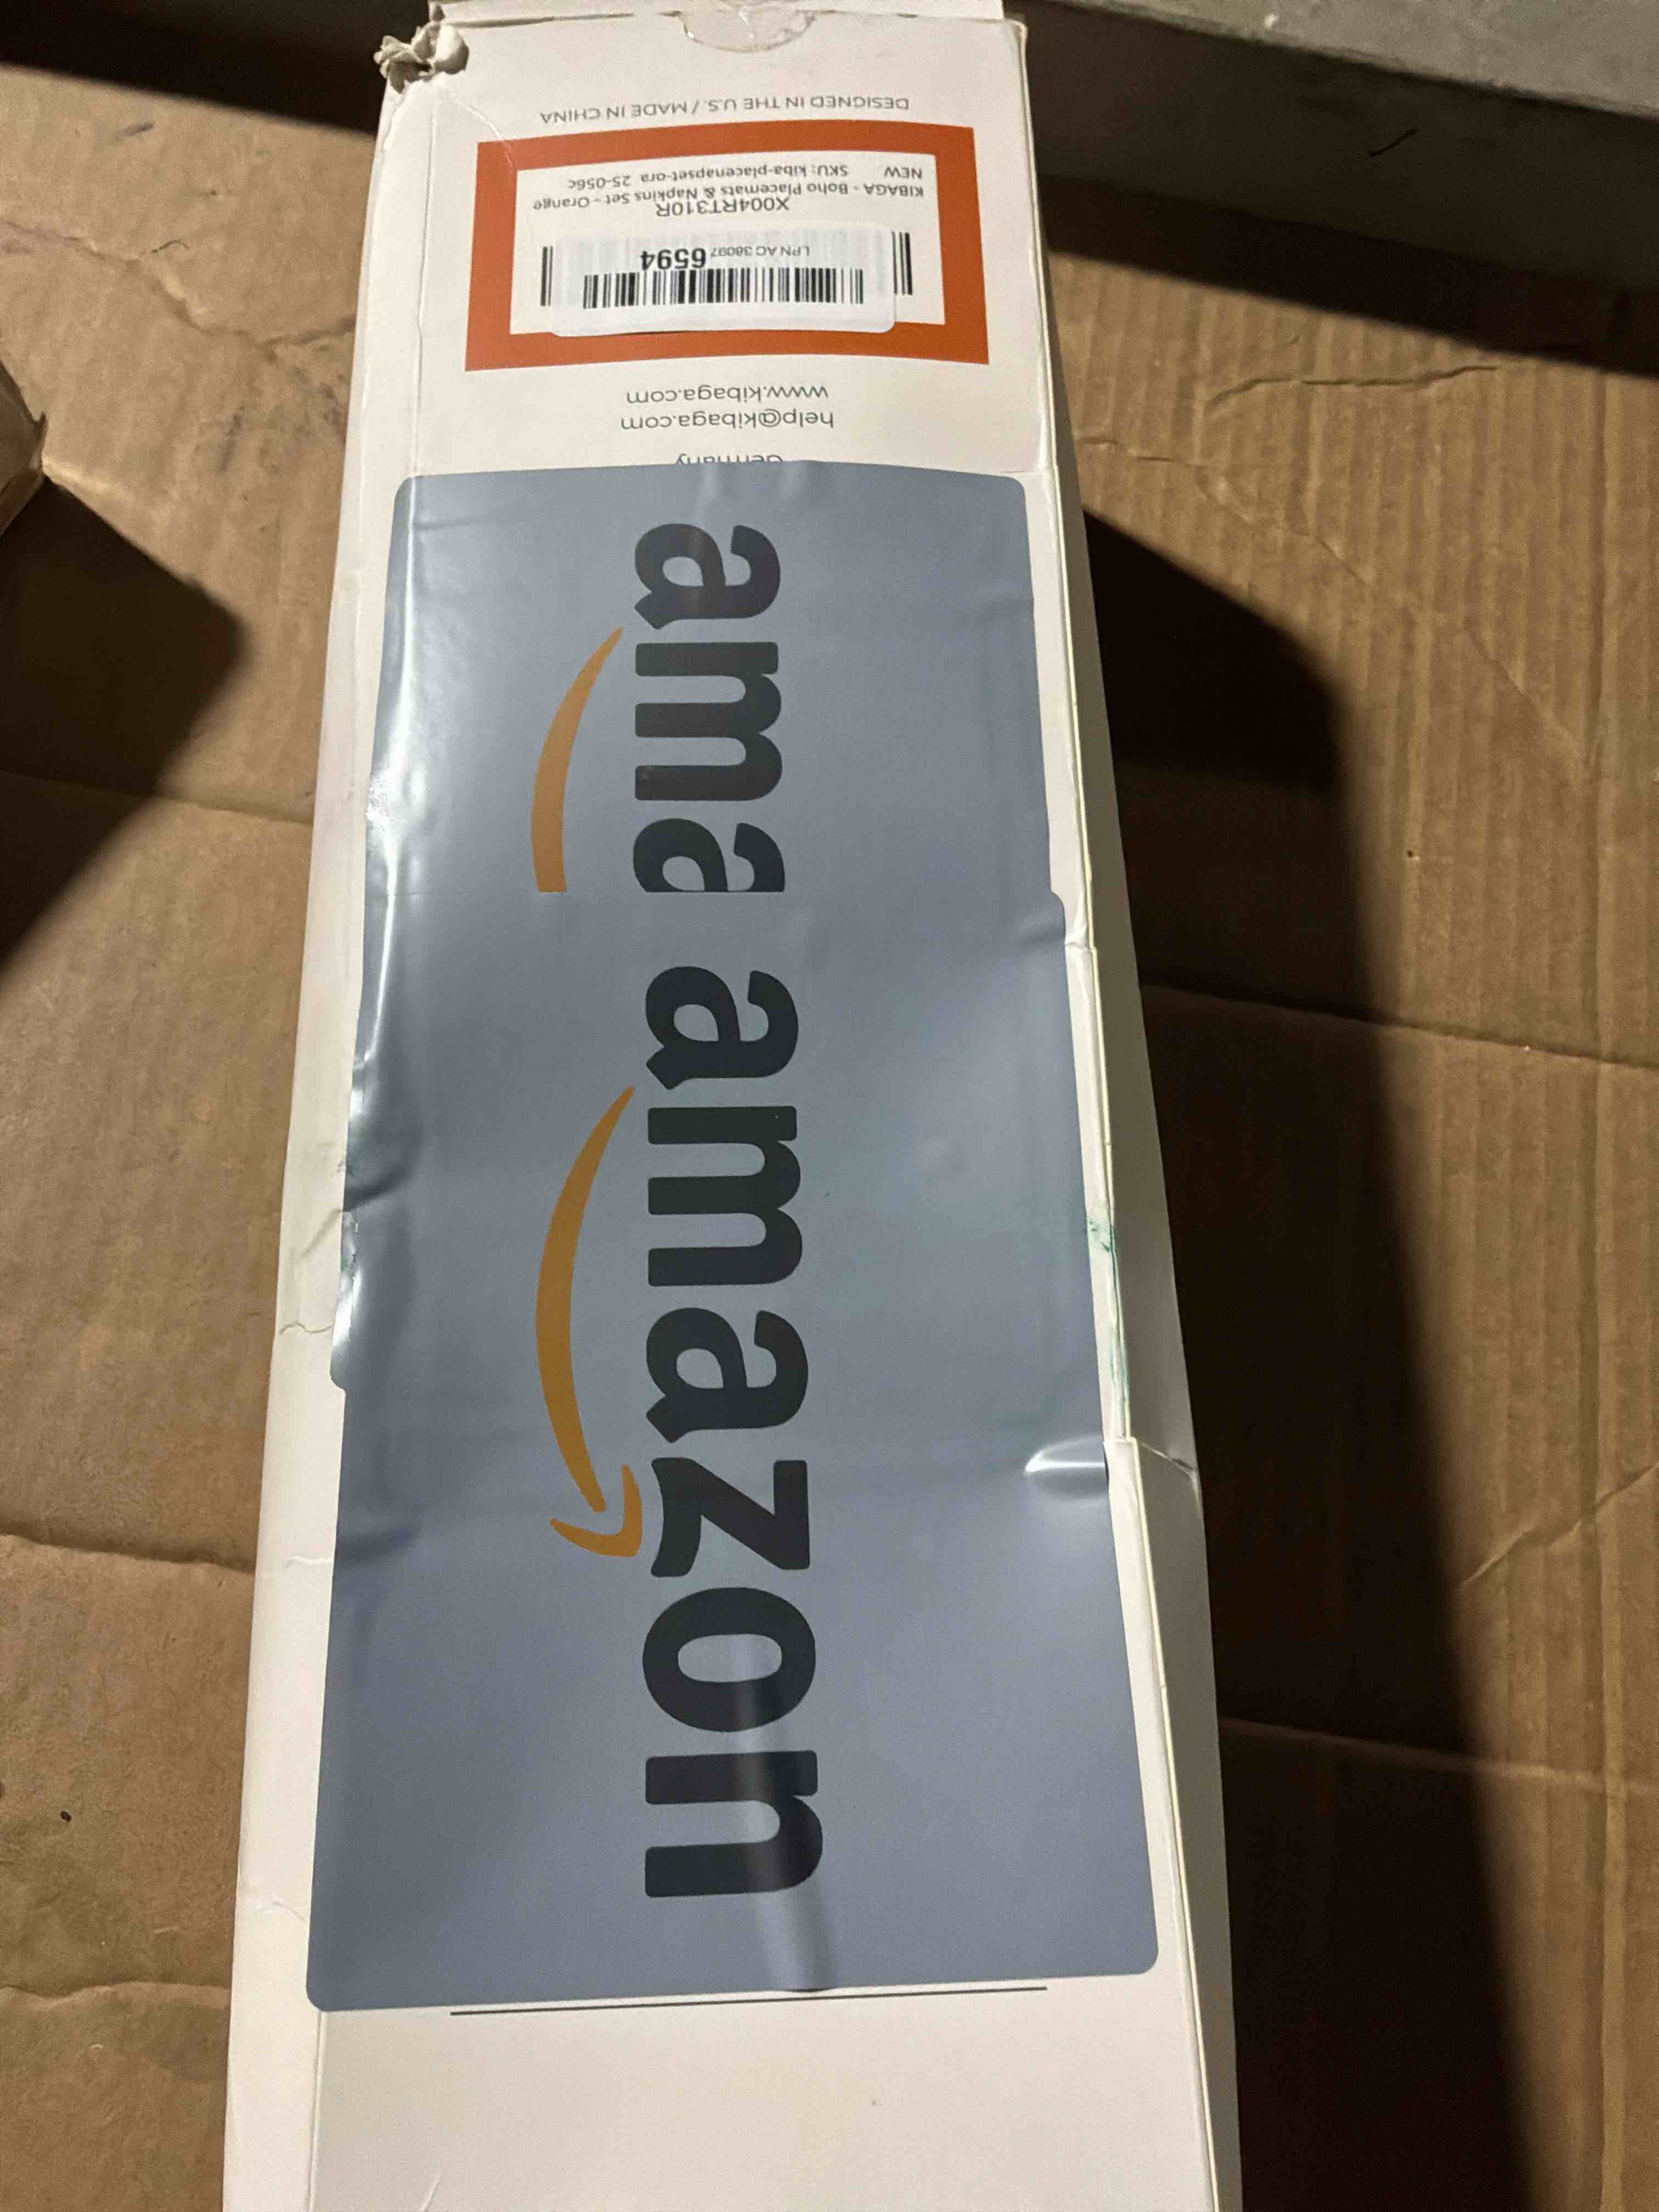 DESIGNED IN THE U.S. / MADE IN CHINA
LPN AC 38097 6594
X004RT310R
KIBAGA - Boho Placemats & Napkins Set - Orange
NEW SKU: kiba-placenapset-ora 25-056c
www.kibaga.com
help@kibaga.com
Germany
ama
amazon